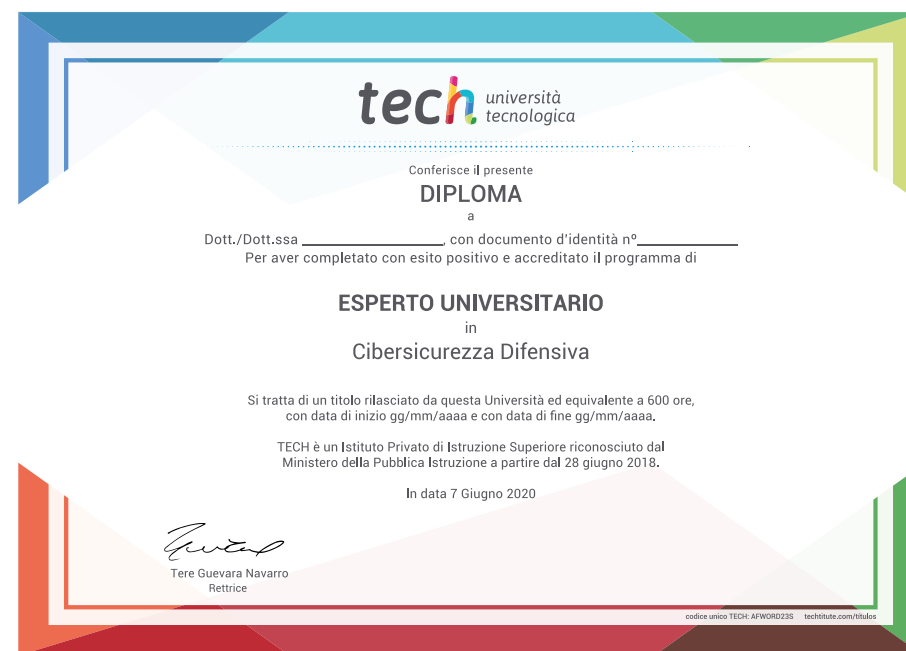 tech università
tecnologica
Conferisce il presente
DIPLOMA
a
Dott./Dott.ssa ____________________, con documento d'identità nº______________
Per aver completato con esito positivo e accreditato il programma di
ESPERTO UNIVERSITARIO
in
Cibersicurezza Difensiva
Si tratta di un titolo rilasciato da questa Università ed equivalente a 600 ore,
con data di inizio gg/mm/aaaa e con data di fine gg/mm/aaaa.
TECH è un Istituto Privato di Istruzione Superiore riconosciuto dal
Ministero della Pubblica Istruzione a partire dal 28 giugno 2018.
In data 7 Giugno 2020
Tere Guevara Navarro
Rettrice
codice unico TECH: AFWORD23S techtitute.com/titulos